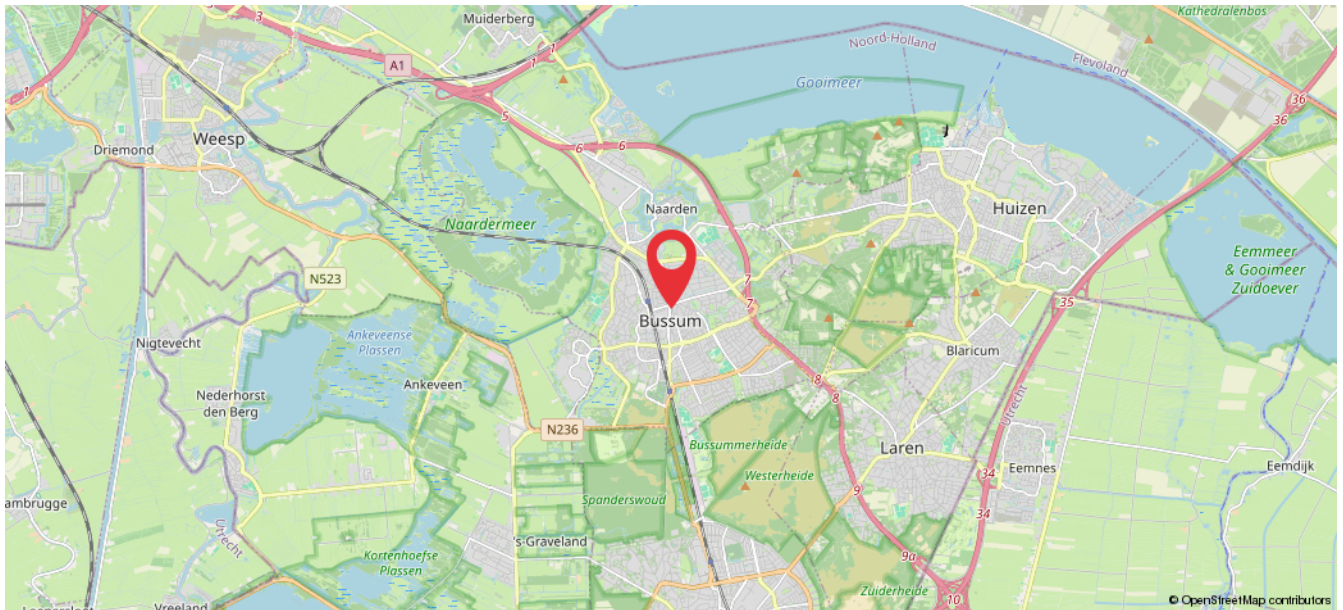 Muiderberg
Kathedralenbos
3
1
Noord-Holland
Flevoland
A1
1
Gooimeer
1
5
36
36
Weesp
Driemond
6
6
Naarden
Huizen
Naardermeer
Eemmeer
& Gooimeer
Zuidoever
N523
7
7
35
Bussum
Nigtevecht
Ankeveense
Plassen
Blaricum
Ankeveen
8
8
Nederhorst
den Berg
Utrecht
N236
Bussummerheide
Laren
Westerheide
34
Eemnes
Eemdijk
Spanderswoud
9
ambrugge
34
Utrecht
's-Graveland
Kortenhoefse
Plassen
9a
Zuiderheide
10
Vreeland
© OpenStreetMap contributors